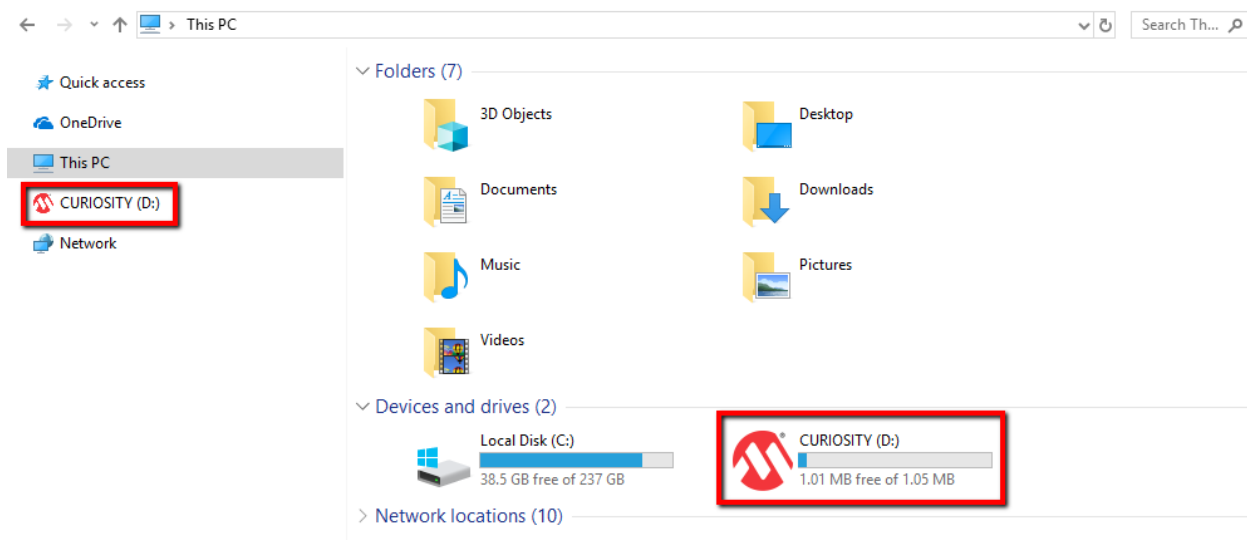 This PC
Search Th...
Quick access
OneDrive
This PC
CURIOSITY (D:)
Network
Folders (7)
3D Objects
Desktop
Documents
Downloads
Music
Pictures
Videos
Devices and drives (2)
Local Disk (C:)
38.5 GB free of 237 GB
CURIOSITY (D:)
1.01 MB free of 1.05 MB
Network locations (10)